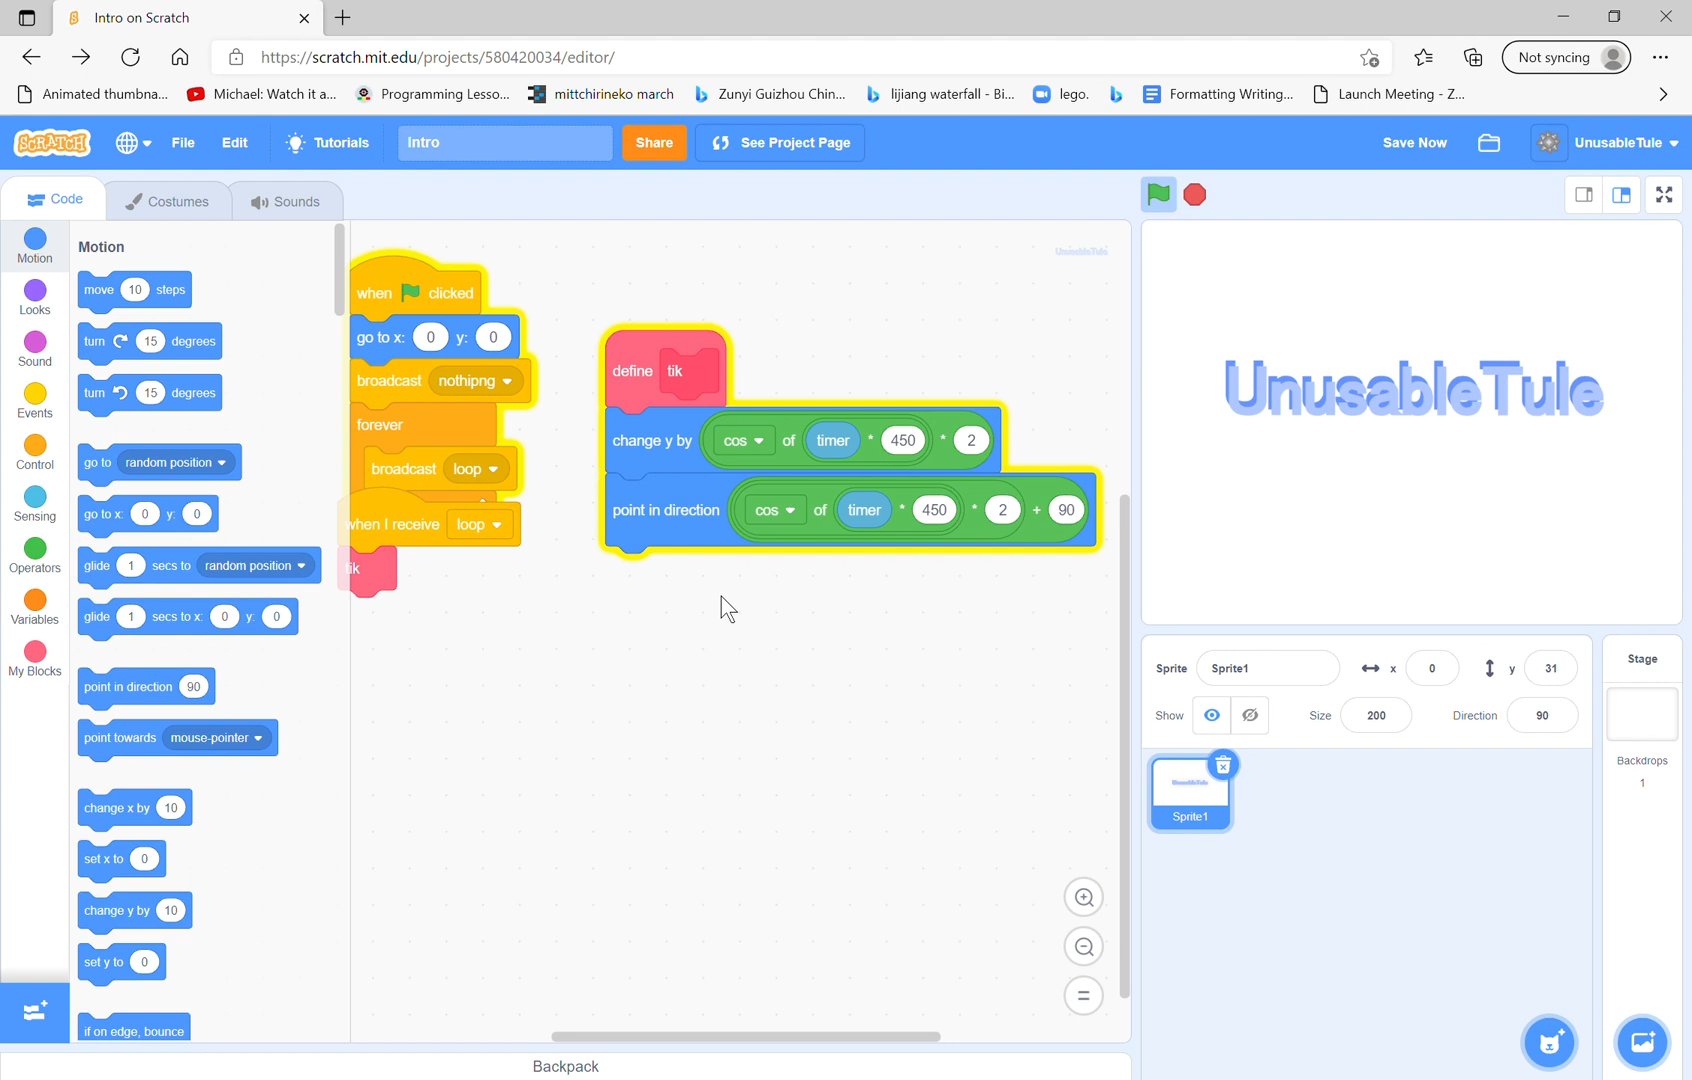 Intro on Scratch
https://scratch.mit.edu/projects/580420034/editor/
Not syncing
Animated thumbna... Michael: Watch it a... Programming Lesso... mittchirineko march Zunyi Guizhou Chin... lijiang waterfall - Bi... lego. Formatting Writing... Launch Meeting - Z...
SCRATCH File Edit Tutorials Intro Share See Project Page Save Now UnusableTule
Code Costumes Sounds
Motion
Looks
Sound
Events
Control
Sensing
Operators
Variables
My Blocks
Motion
move 10 steps
turn 15 degrees
turn 15 degrees
go to random position
go to x: 0 y: 0
glide 1 secs to random position
glide 1 secs to x: 0 y: 0
point in direction 90
point towards mouse-pointer
change x by 10
set x to 0
change y by 10
set y to 0
if on edge, bounce
when clicked
go to x: 0 y: 0
broadcast nothipng
forever
broadcast loop
when I receive loop
tik
define tik
change y by cos of timer * 450 * 2
point in direction cos of timer * 450 * 2 + 90
UnusableTule
UnusableTule
Sprite Sprite1 x 0 y 31
Show Size 200 Direction 90
UnusableTule
Sprite1
Stage
Backdrops
1
Backpack